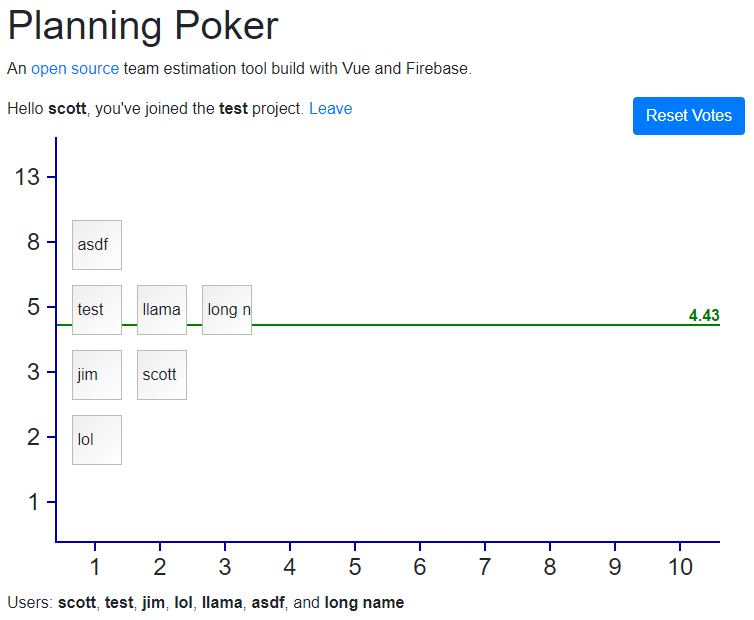 Planning Poker
An open source team estimation tool build with Vue and Firebase.
Hello scott, you've joined the test project. Leave
Reset Votes
13
8
asdf
5
test
llama
long n
4.43
3
jim
scott
2
lol
1
1 2 3 4 5 6 7 8 9 10
Users: scott, test, jim, lol, llama, asdf, and long name